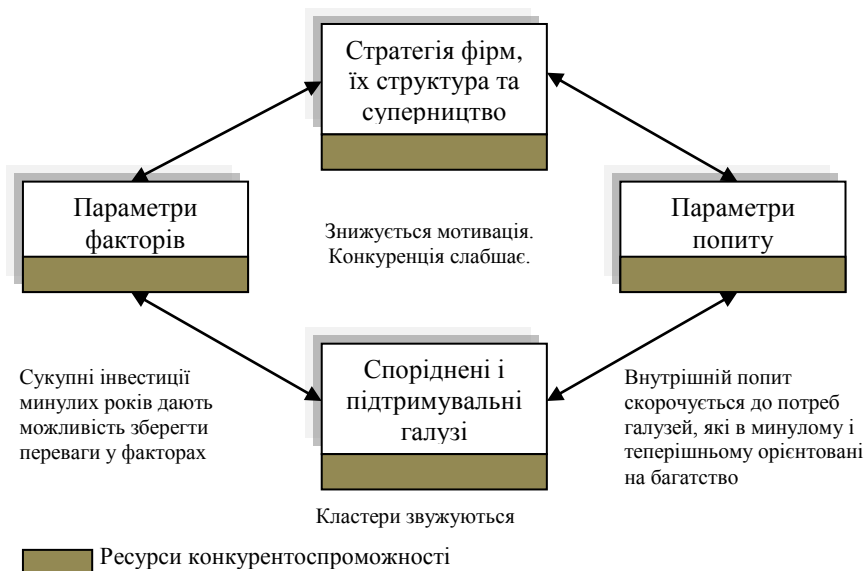 Стратегія фірм,
їх структура та
суперництво
Параметри
факторів
Знижується мотивація.
Конкуренція слабшає.
Параметри
попиту
Сукупні інвестиції
минулих років дають
можливість зберегти
переваги у факторах
Споріднені і
підтримувальні
галузі
Внутрішній попит
скорочується до потреб
галузей, які в минулому і
теперішньому орієнтовані
на багатство
Кластери звужуються
Ресурси конкурентоспроможності